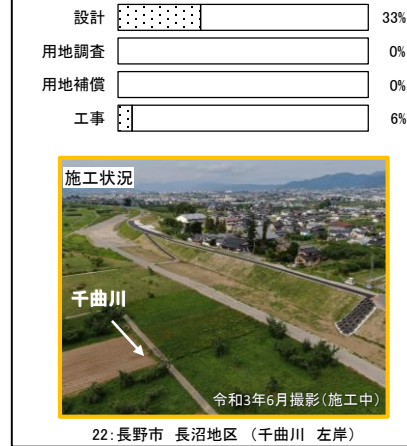 設計 33%
用地調査 0%
用地補償 0%
工事 6%
施工状況
千曲川
令和3年6月撮影(施工中)
22:長野市 長沼地区 (千曲川 左岸)